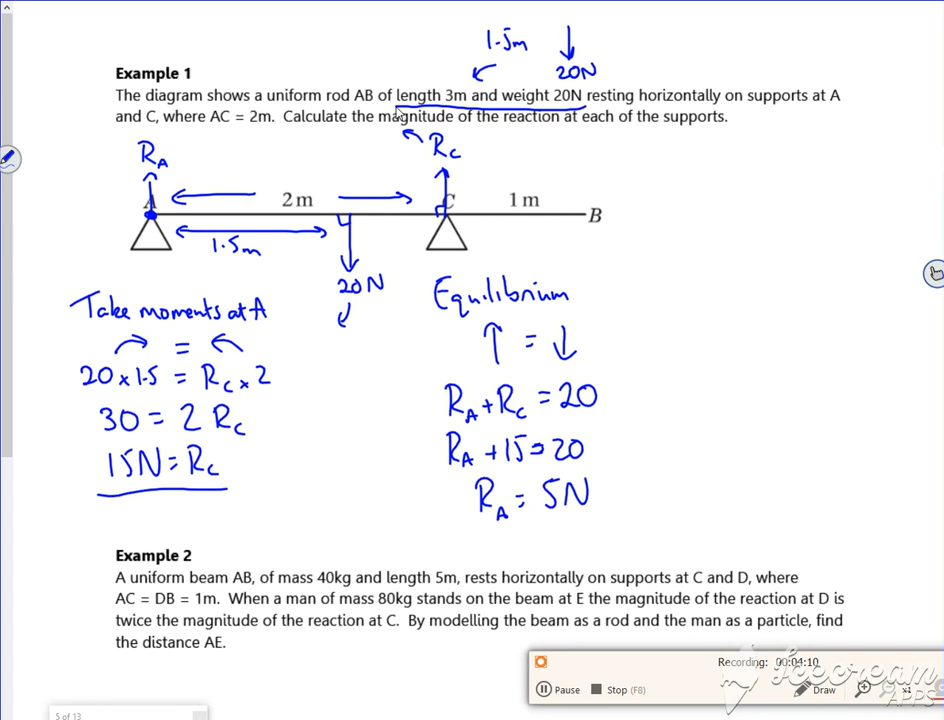 1.5m
20N
Example 1
The diagram shows a uniform rod AB of length 3m and weight 20N resting horizontally on supports at A
and C, where AC = 2m. Calculate the magnitude of the reaction at each of the supports.
RA
RC
A
2 m
C
1 m
B
1.5m
20N
Take moments at A
=
20 x 1.5 = RC x 2
30 = 2 RC
15N = RC
Equilibrium
↑ = ↓
RA + RC = 20
RA + 15 = 20
RA = 5N
Example 2
A uniform beam AB, of mass 40kg and length 5m, rests horizontally on supports at C and D, where
AC = DB = 1m. When a man of mass 80kg stands on the beam at E the magnitude of the reaction at D is
twice the magnitude of the reaction at C. By modelling the beam as a rod and the man as a particle, find
the distance AE.
Recording: 00:04:10
Pause
Stop (F8)
Draw
x1
Icecream
APPS
5 of 13